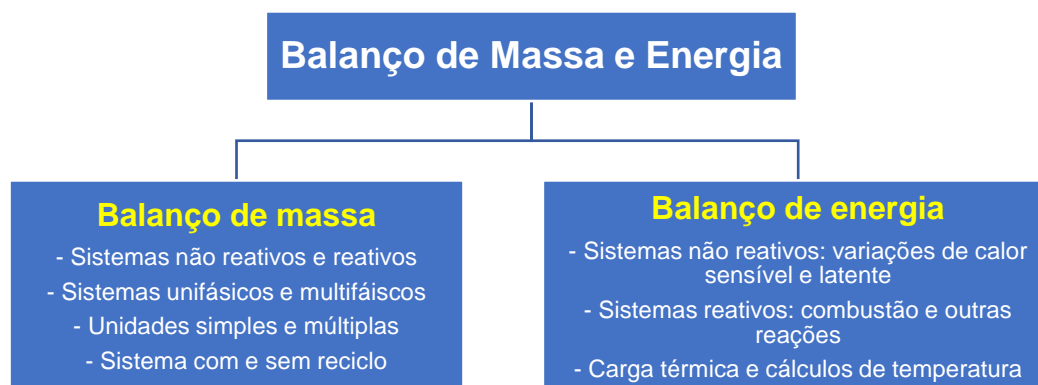 Balanço de Massa e Energia
Balanço de massa
- Sistemas não reativos e reativos
- Sistemas unifásicos e multifáiscos
- Unidades simples e múltiplas
- Sistema com e sem reciclo
Balanço de energia
- Sistemas não reativos: variações de calor
sensível e latente
- Sistemas reativos: combustão e outras
reações
- Carga térmica e cálculos de temperatura